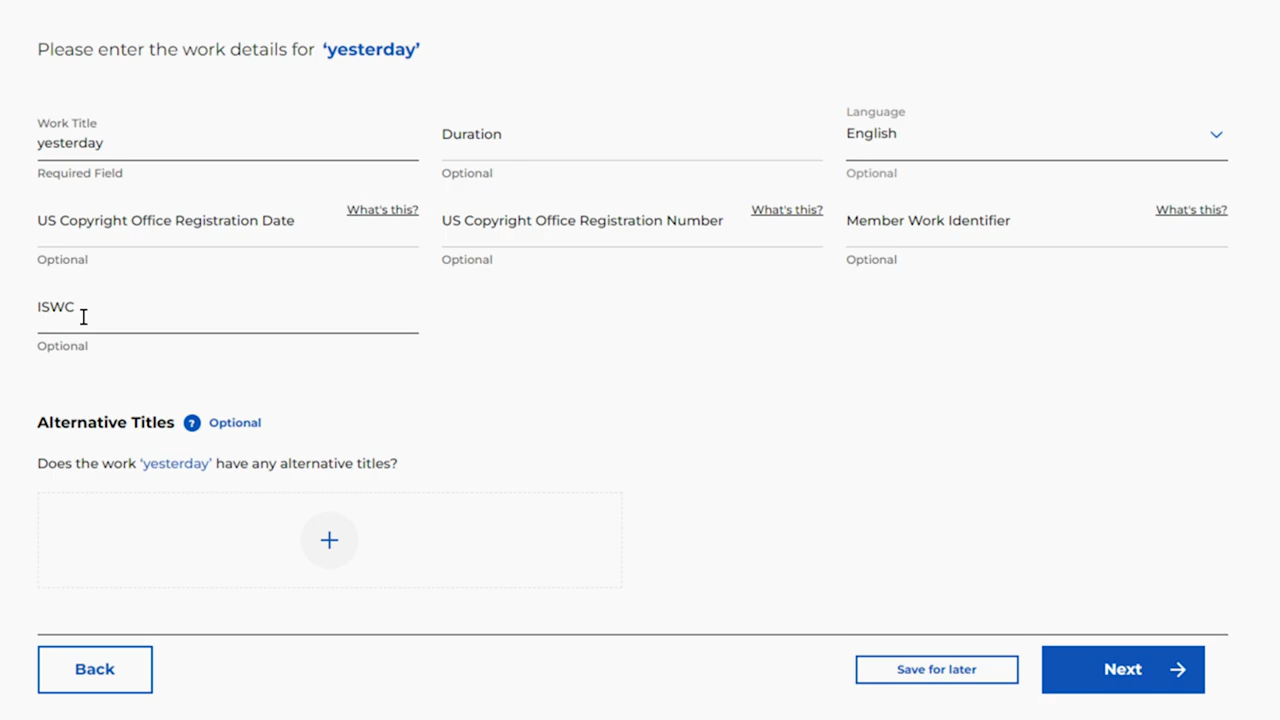 Please enter the work details for ‘yesterday’
Work Title
yesterday
Required Field
Duration
Optional
Language
English
Optional
US Copyright Office Registration Date
What's this?
Optional
US Copyright Office Registration Number
What's this?
Optional
Member Work Identifier
What's this?
Optional
ISWC
Optional
Alternative Titles ? Optional
Does the work ‘yesterday’ have any alternative titles?
+
Back
Save for later
Next →